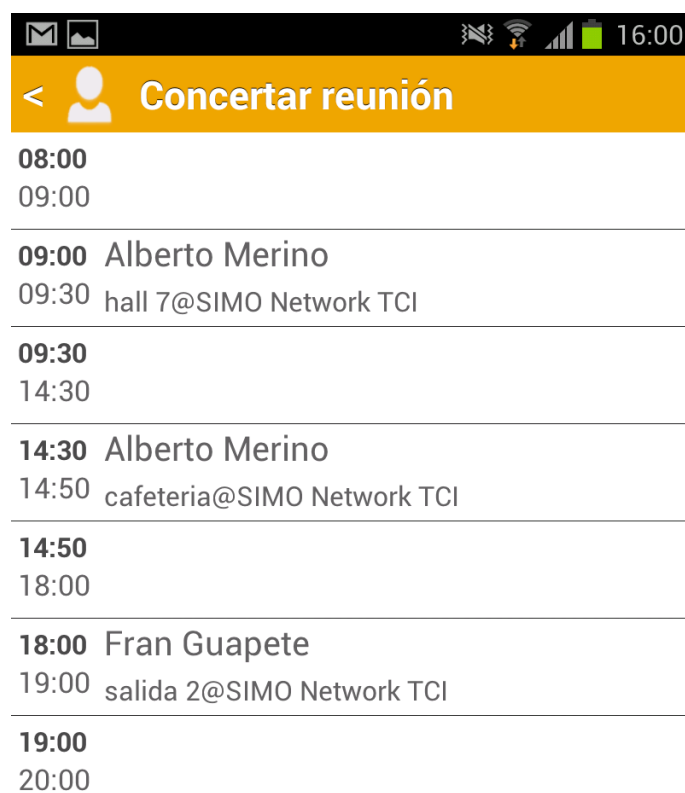 16:00
< Concertar reunión
08:00
09:00
09:00 Alberto Merino
09:30 hall 7@SIMO Network TCI
09:30
14:30
14:30 Alberto Merino
14:50 cafeteria@SIMO Network TCI
14:50
18:00
18:00 Fran Guapete
19:00 salida 2@SIMO Network TCI
19:00
20:00